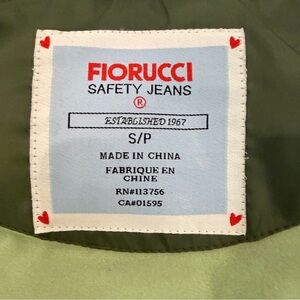 FIORUCCI
SAFETY JEANS
®
ESTABLISHED 1967
S/P
MADE IN CHINA
FABRIQUE EN
CHINE
RN#113756
CA#01595